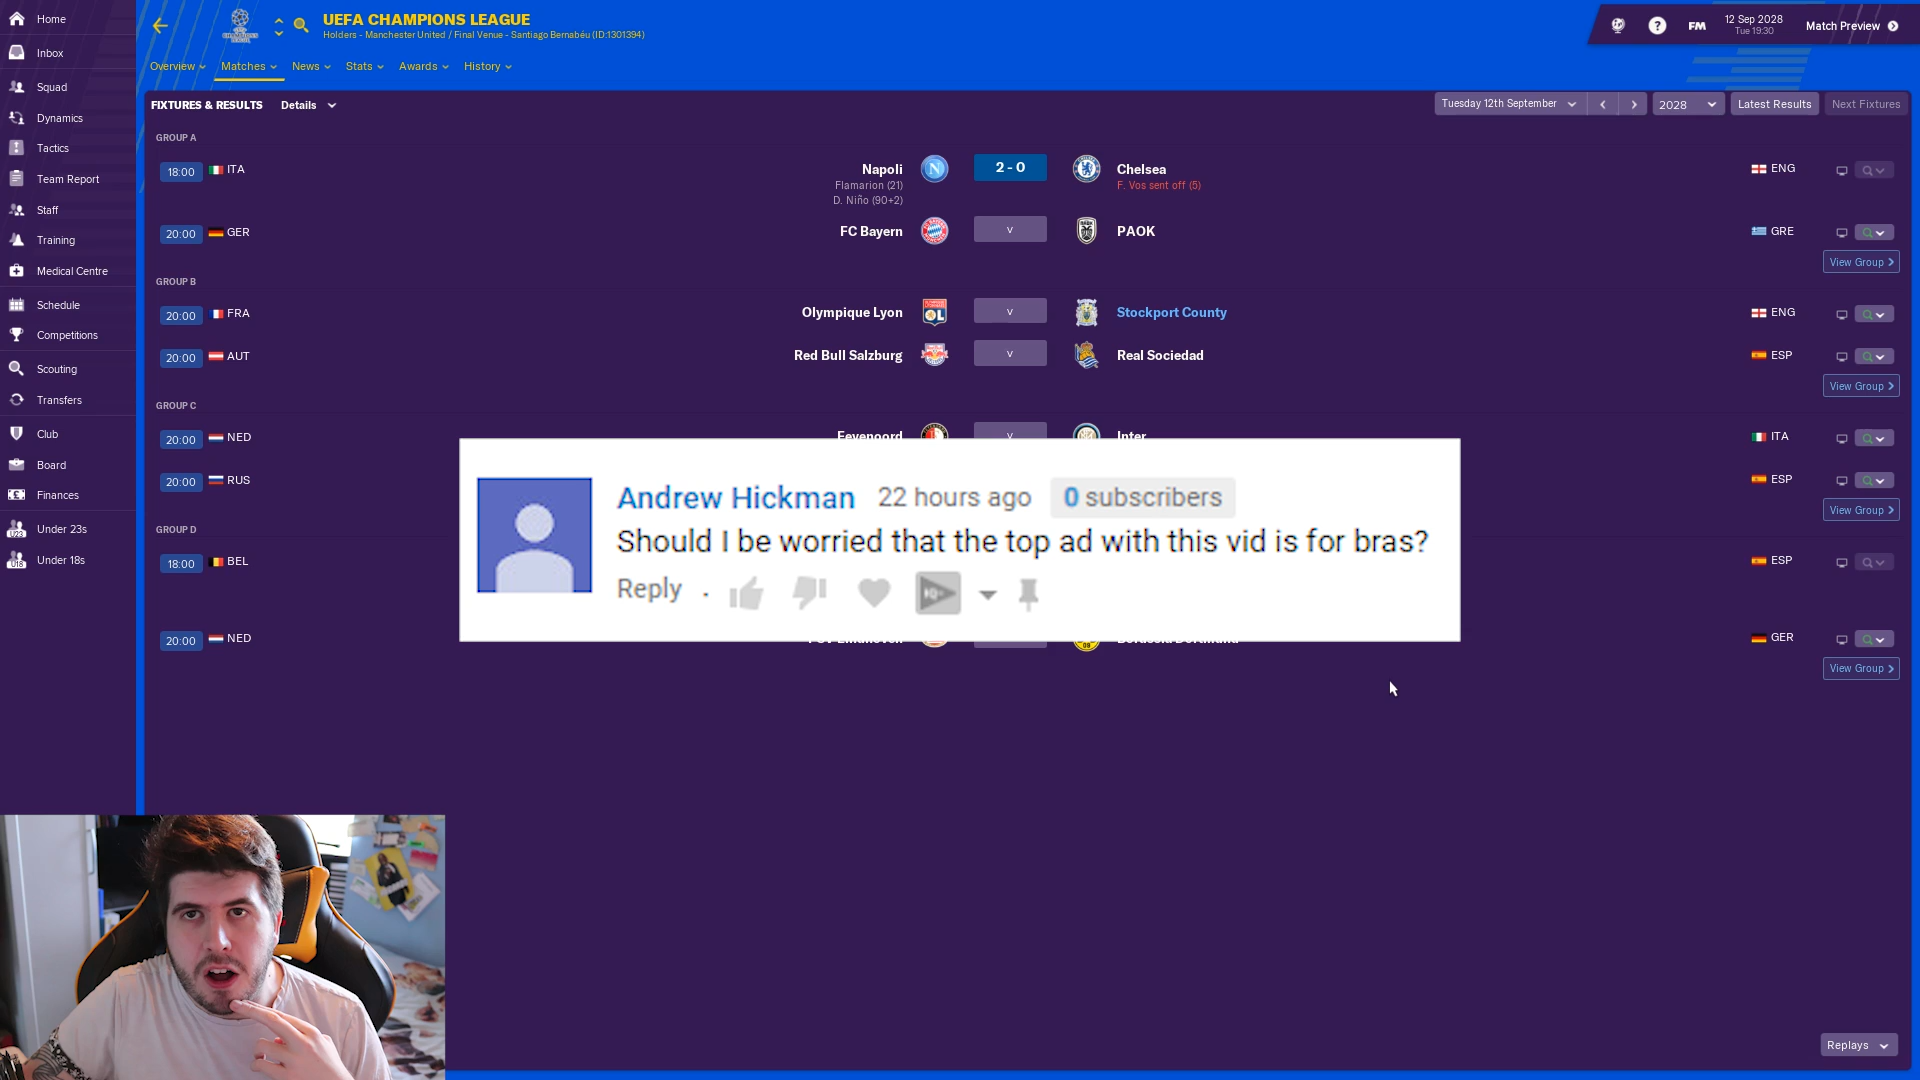 Home
Inbox
Squad
Dynamics
Tactics
Team Report
Staff
Training
Medical Centre
Schedule
Competitions
Scouting
Transfers
Club
Board
Finances
Under 23s
Under 18s
UEFA CHAMPIONS LEAGUE
Holders - Manchester United / Final Venue - Santiago Bernabéu (ID:1301394)
FM
12 Sep 2028
Tue 19:30
Match Preview
Overview Matches News Stats Awards History
FIXTURES & RESULTS Details
Tuesday 12th September 2028 Latest Results Next Fixtures
GROUP A
18:00 ITA Napoli 2 - 0 Chelsea ENG
Flamarion (21) F. Vos sent off (5)
D. Niño (90+2)
20:00 GER FC Bayern v PAOK GRE
View Group
GROUP B
20:00 FRA Olympique Lyon v Stockport County ENG
20:00 AUT Red Bull Salzburg v Real Sociedad ESP
View Group
GROUP C
20:00 NED Feyenoord v Inter ITA
20:00 RUS ESP
View Group
GROUP D
18:00 BEL ESP
20:00 NED PSV Eindhoven Borussia Dortmund GER
View Group
Andrew Hickman 22 hours ago 0 subscribers
Should I be worried that the top ad with this vid is for bras?
Reply
Replays